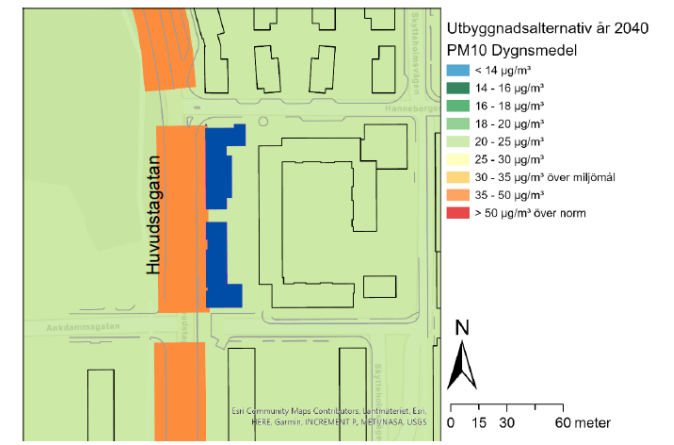 Utbyggnadsalternativ år 2040
PM10 Dygnsmedel
< 14 µg/m³
14 - 16 µg/m³
16 - 18 µg/m³
18 - 20 µg/m³
20 - 25 µg/m³
25 - 30 µg/m³
30 - 35 µg/m³ över miljömål
35 - 50 µg/m³
> 50 µg/m³ över norm
Huvudstagatan
Ankdammsgatan
Esri Community Maps Contributors, Lantmäteriet, Esri,
HERE, Garmin, INCREMENT P, METI/NASA, USGS
N
0 15 30 60 meter